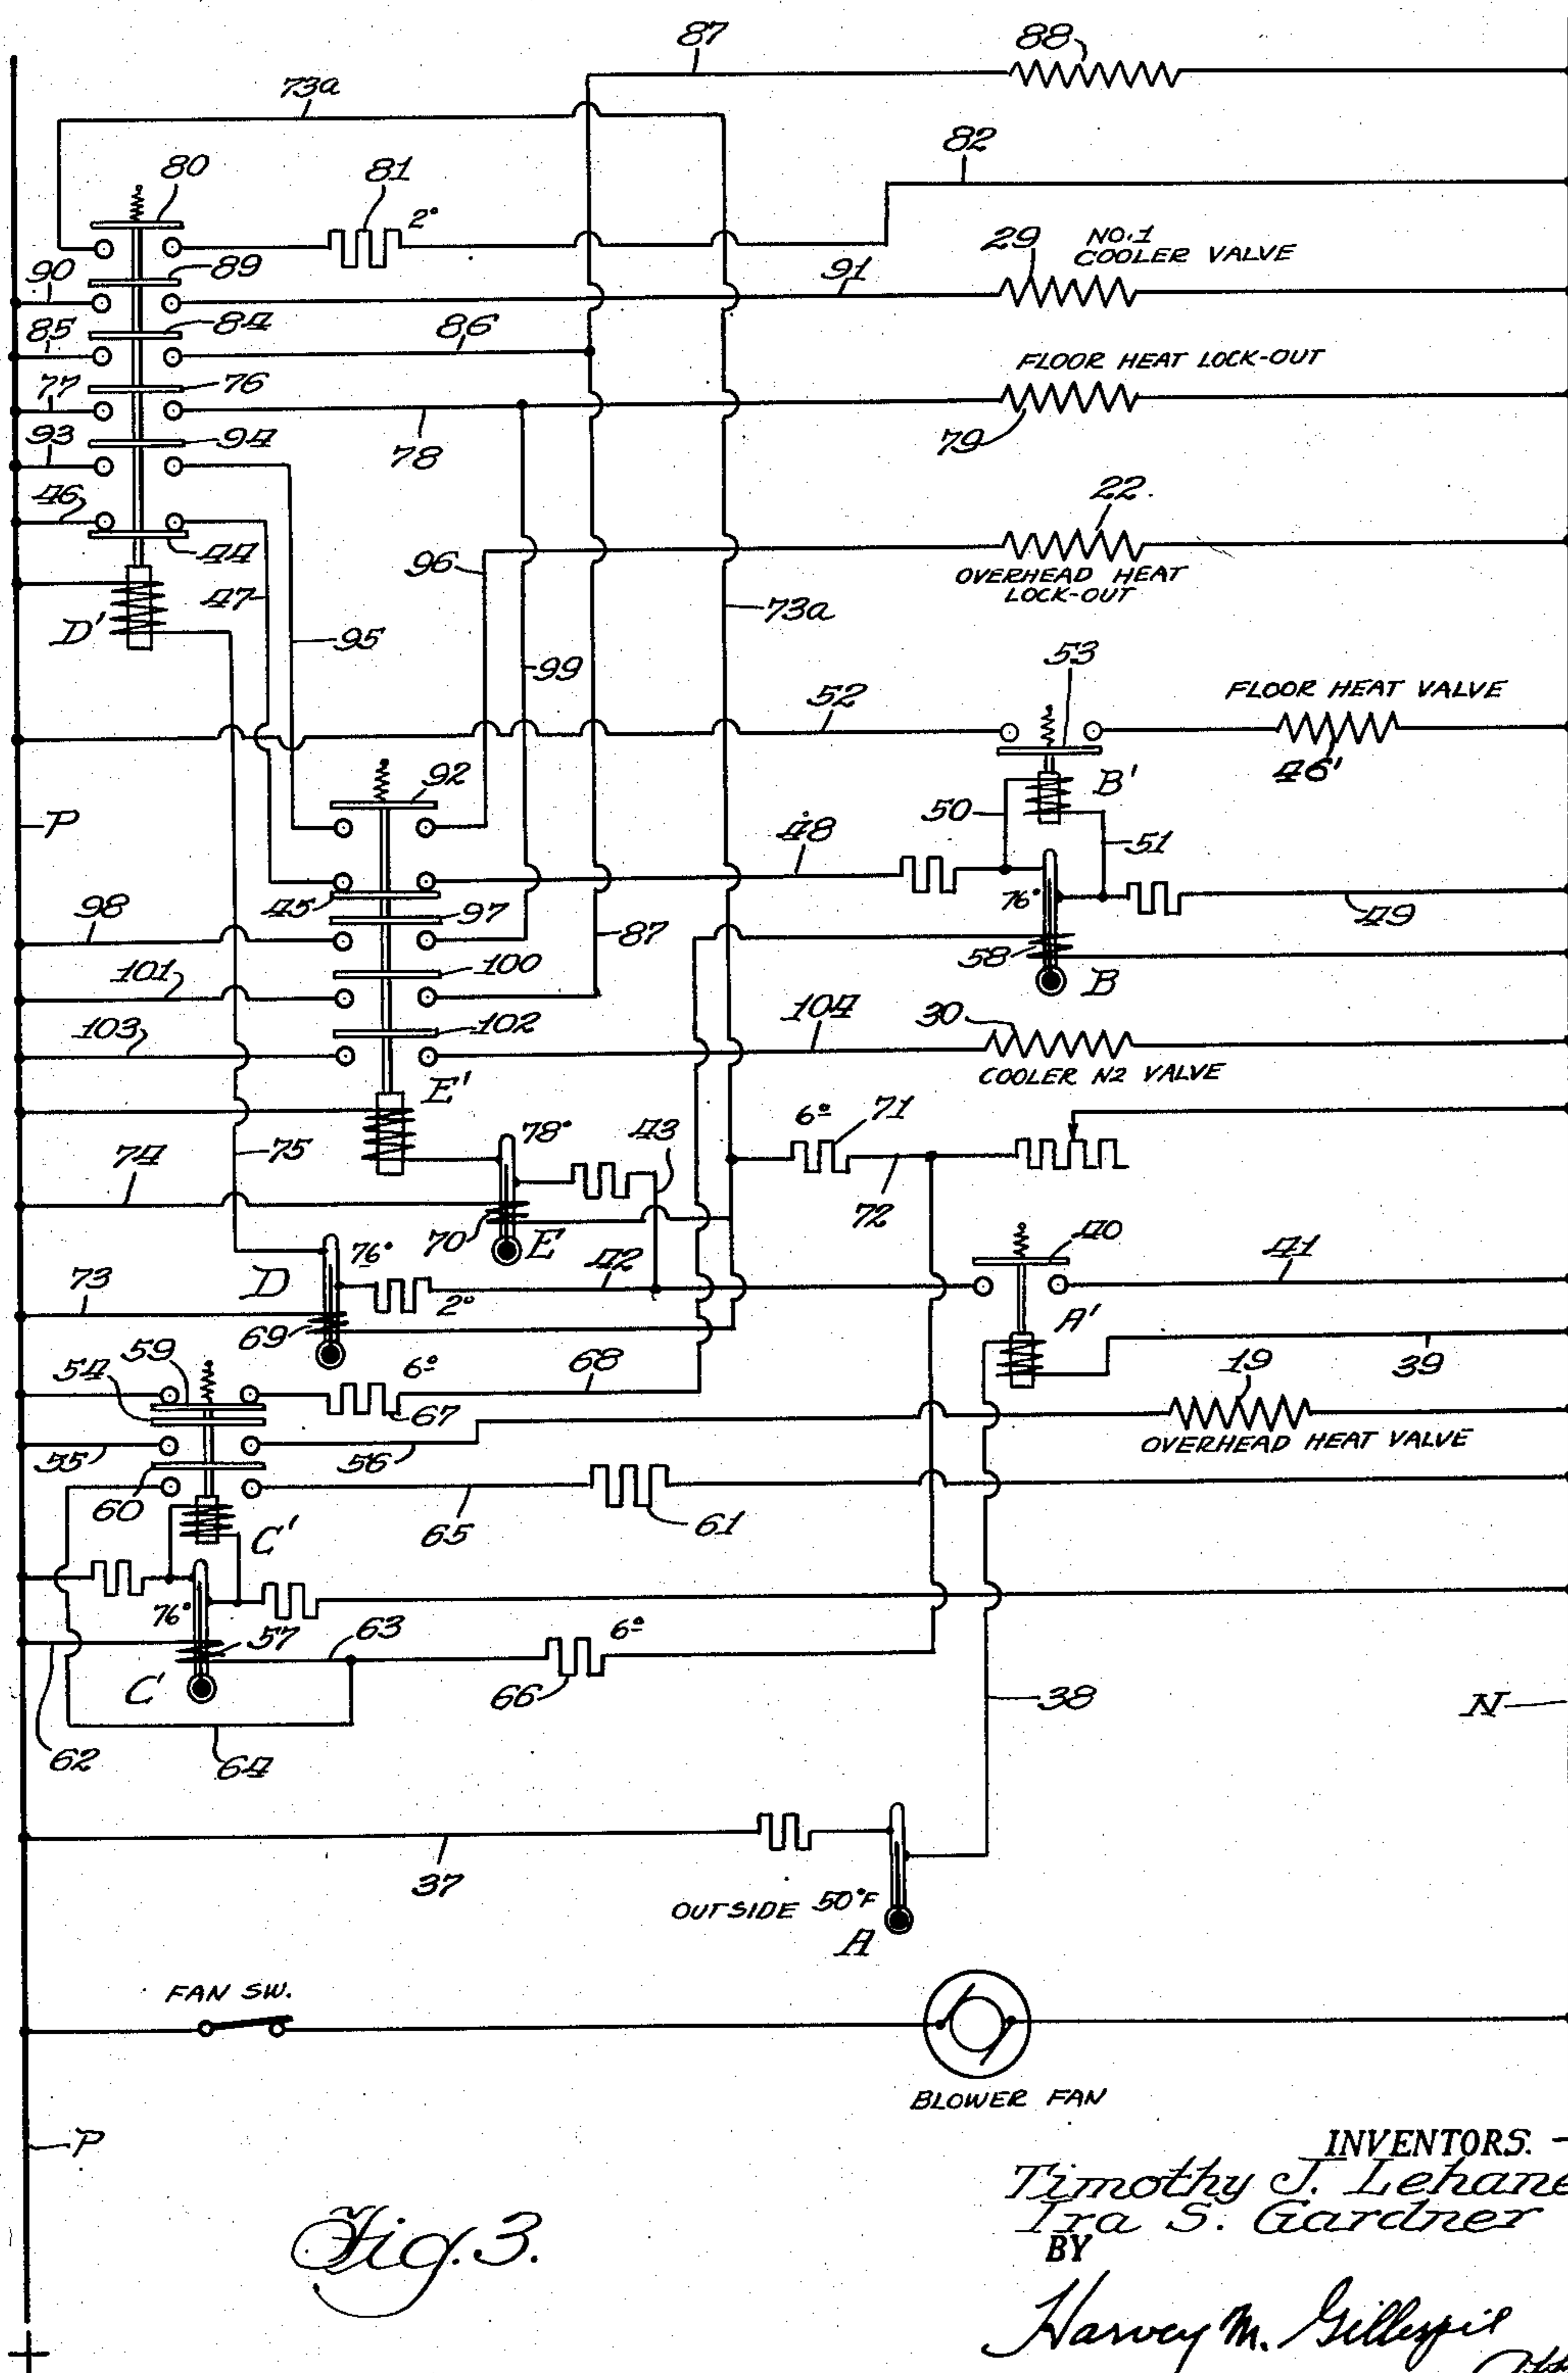 87
88
73a
82
80
81
2°
29
NO.1
COOLER VALVE
90
89
91
85
84
86
FLOOR HEAT LOCK-OUT
77
76
78
79
93
94
46
22.
44
96
OVERHEAD HEAT
LOCK-OUT
47
73a
D'
95
99
53
52
FLOOR HEAT VALVE
46'
92
B'
P
50
48
51
45
76°
49
98
97
87
58
B
101
100
103
102
104
30
COOLER N2 VALVE
E'
6°
71
78°
43
74
75
72
70
E
40
D
76°
42
41
73
2°
A'
69
59
54
6°
68
19
39
67
55
56
OVERHEAD HEAT VALVE
60
65
61
C'
76°
57
63
6°
C
66
38
N
62
64
37
OUTSIDE 50°F
A
FAN SW.
BLOWER FAN
P
INVENTORS.
Timothy J. Lehane
Ira S. Gardner
BY
Fig. 3.
Harvey M. Gillespie